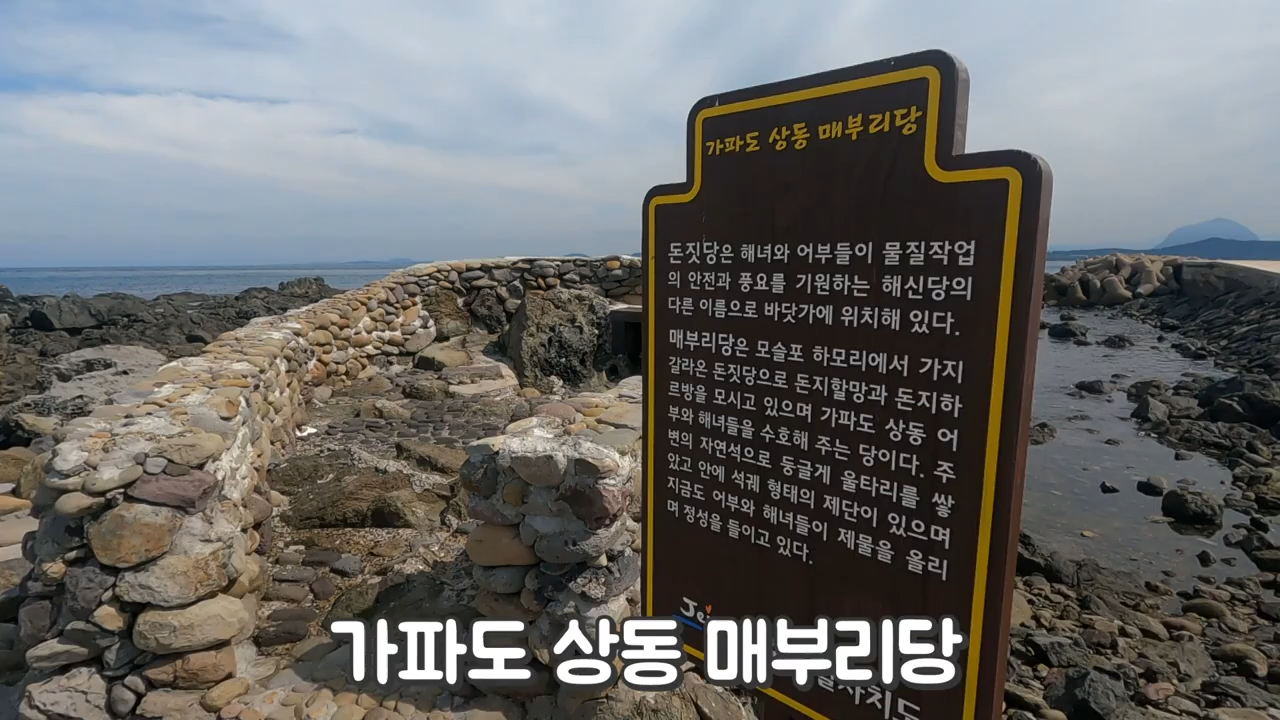 가파도 상동 매부리당
돈짓당은 해녀와 어부들이 물질작업
의 안전과 풍요를 기원하는 해신당의
다른 이름으로 바닷가에 위치해 있다.
매부리당은 모슬포 하모리에서 가지
갈라온 돈짓당으로 돈지할망과 돈지하
르방을 모시고 있으며 가파도 상동 어
부와 해녀들을 수호해 주는 당이다. 주
변의 자연석으로 둥글게 울타리를 쌓
았고 안에 석궤 형태의 제단이 있으며
지금도 어부와 해녀들이 제물을 올리
며 정성을 들이고 있다.
가파도 상동 매부리당